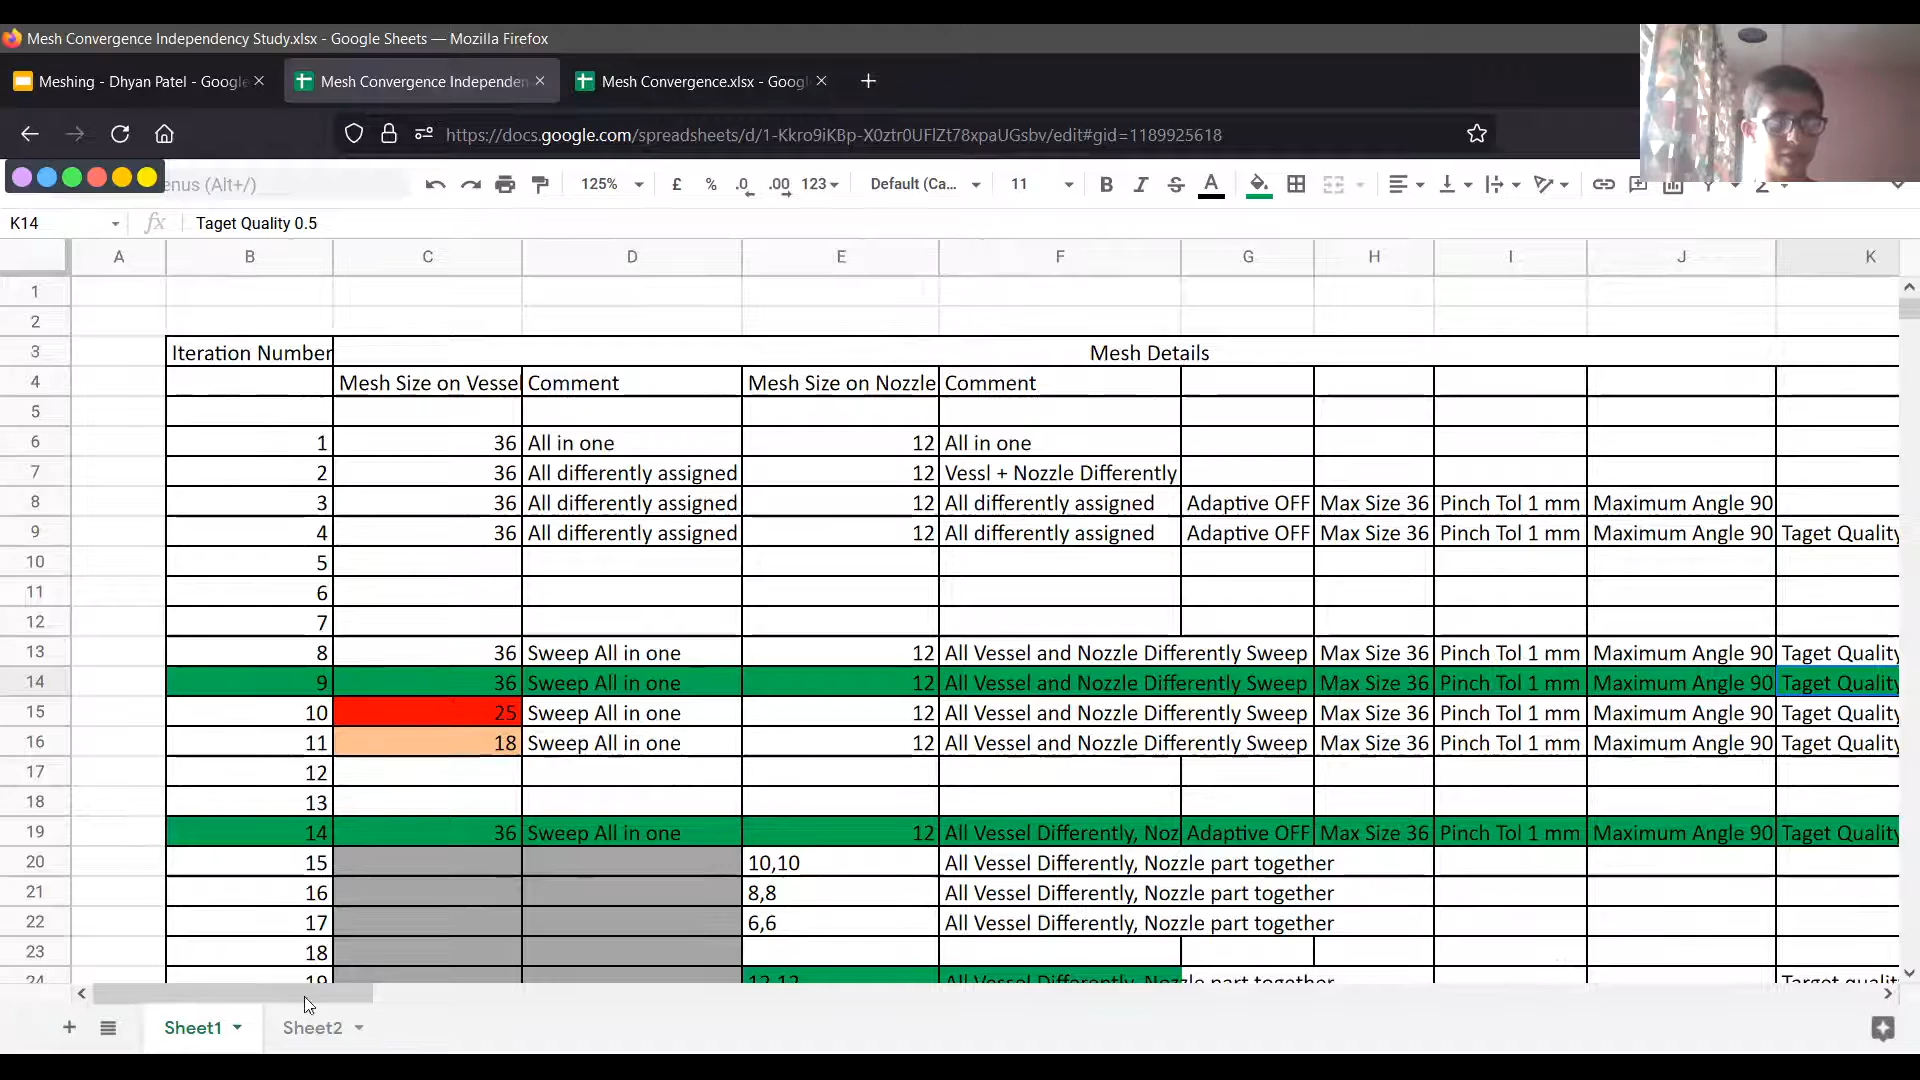 Mesh Convergence Independency Study.xlsx - Google Sheets — Mozilla Firefox
Meshing - Dhyan Patel - Google
Mesh Convergence Independen
Mesh Convergence.xlsx - Goog
https://docs.google.com/spreadsheets/d/1-Kkro9iKBp-X0ztr0UFlZt78xpaUGsbv/edit#gid=1189925618
enus (Alt+/) 125% £ % .0 .00 123 Default (Ca... 11 B I S A
K14 fx Taget Quality 0.5
A B C D E F G H I J K
1
2
3 Iteration Number Mesh Details
4 Mesh Size on Vessel Comment Mesh Size on Nozzle Comment
5
6 1 36 All in one 12 All in one
7 2 36 All differently assigned 12 Vessl + Nozzle Differently
8 3 36 All differently assigned 12 All differently assigned Adaptive OFF Max Size 36 Pinch Tol 1 mm Maximum Angle 90
9 4 36 All differently assigned 12 All differently assigned Adaptive OFF Max Size 36 Pinch Tol 1 mm Maximum Angle 90 Taget Quality
10 5
11 6
12 7
13 8 36 Sweep All in one 12 All Vessel and Nozzle Differently Sweep Max Size 36 Pinch Tol 1 mm Maximum Angle 90 Taget Quality
14 9 36 Sweep All in one 12 All Vessel and Nozzle Differently Sweep Max Size 36 Pinch Tol 1 mm Maximum Angle 90 Taget Quality
15 10 25 Sweep All in one 12 All Vessel and Nozzle Differently Sweep Max Size 36 Pinch Tol 1 mm Maximum Angle 90 Taget Quality
16 11 18 Sweep All in one 12 All Vessel and Nozzle Differently Sweep Max Size 36 Pinch Tol 1 mm Maximum Angle 90 Taget Quality
17 12
18 13
19 14 36 Sweep All in one 12 All Vessel Differently, Noz Adaptive OFF Max Size 36 Pinch Tol 1 mm Maximum Angle 90 Taget Quality
20 15 10,10 All Vessel Differently, Nozzle part together
21 16 8,8 All Vessel Differently, Nozzle part together
22 17 6,6 All Vessel Differently, Nozzle part together
23 18
24 19 12,12 All Vessel Differently, Nozzle part together Target qualit
Sheet1 Sheet2